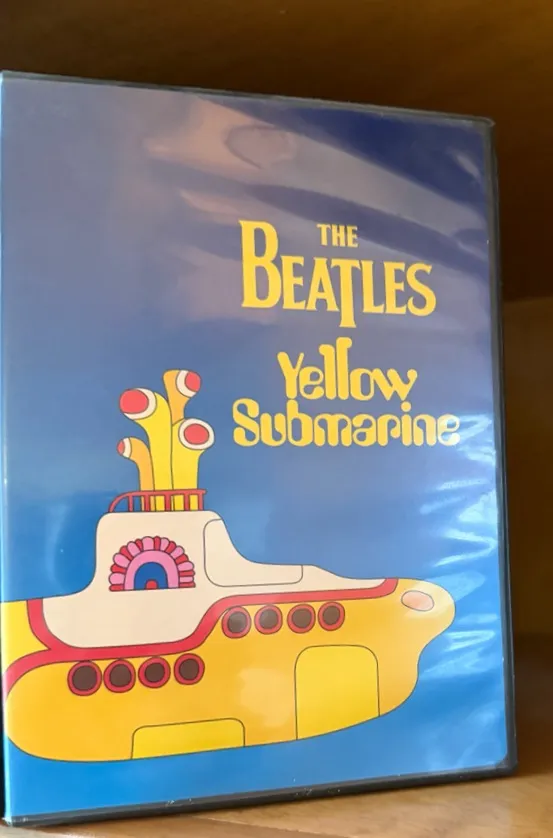 THE
BEATLES
Yellow
Submarine